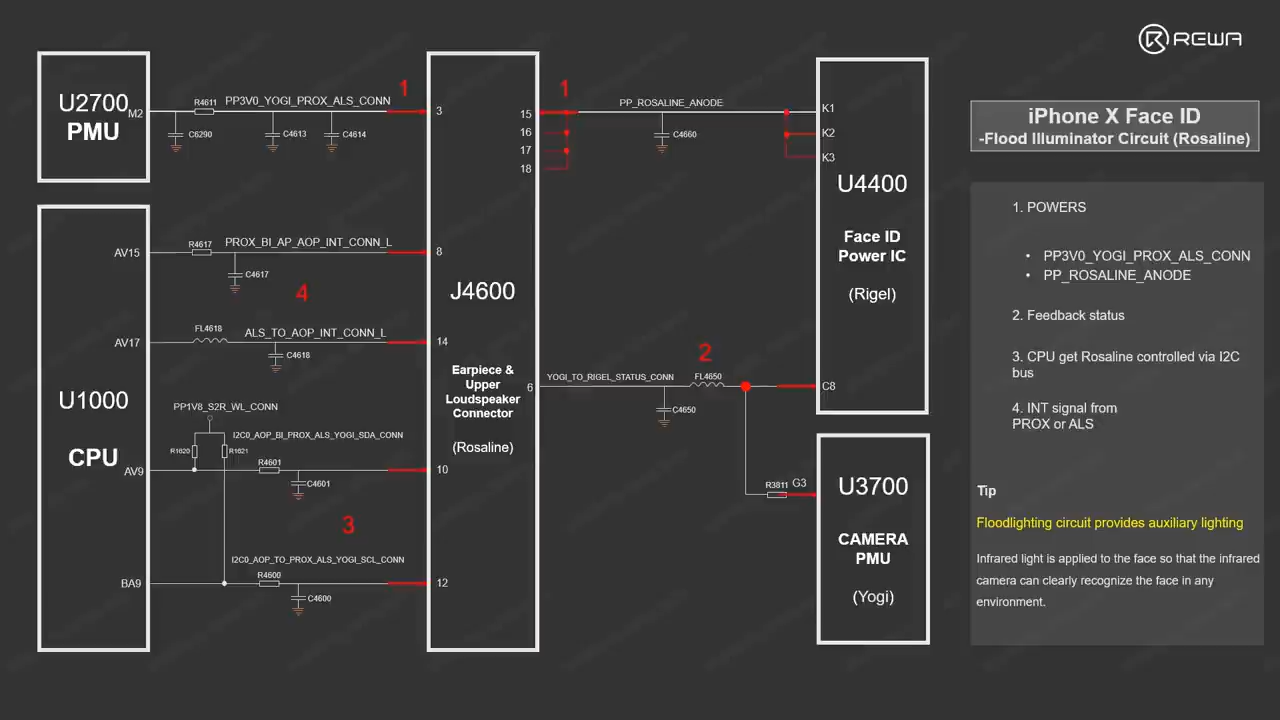 REWA
iPhone X Face ID
-Flood Illuminator Circuit (Rosaline)
U2700
PMU
M2
R4611
PP3V0_YOGI_PROX_ALS_CONN
C6290
C4613
C4614
1
3
U1000
CPU
AV15
R4617
PROX_BI_AP_AOP_INT_CONN_L
C4617
8
4
AV17
FL4618
ALS_TO_AOP_INT_CONN_L
C4618
14
PP1V8_S2R_WL_CONN
R1620
R1621
I2C0_AOP_BI_PROX_ALS_YOGI_SDA_CONN
AV9
R4601
C4601
10
3
I2C0_AOP_TO_PROX_ALS_YOGI_SCL_CONN
BA9
R4600
C4600
12
J4600
Earpiece &
Upper
Loudspeaker
Connector
(Rosaline)
15
16
17
18
1
PP_ROSALINE_ANODE
C4660
K1
K2
K3
U4400
Face ID
Power IC
(Rigel)
6
YOGI_TO_RIGEL_STATUS_CONN
FL4650
C4650
2
C8
R3811
G3
U3700
CAMERA
PMU
(Yogi)
1. POWERS
• PP3V0_YOGI_PROX_ALS_CONN
• PP_ROSALINE_ANODE
2. Feedback status
3. CPU get Rosaline controlled via I2C
bus
4. INT signal from
PROX or ALS
Tip
Floodlighting circuit provides auxiliary lighting
Infrared light is applied to the face so that the infrared
camera can clearly recognize the face in any
environment.